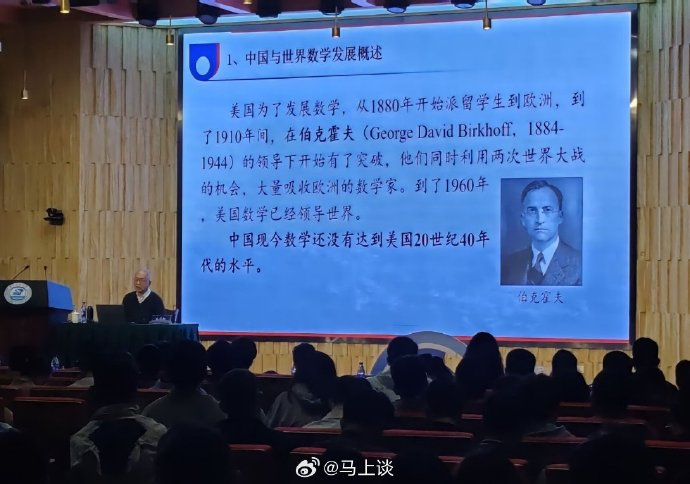 1、中国与世界数学发展概述
美国为了发展数学，从1880年开始派留学生到欧洲，到
了1910年间，在伯克霍夫（George David Birkhoff，1884-
1944）的领导下开始有了突破，他们同时利用两次世界大战
的机会，大量吸收欧洲的数学家。到了1960年
，美国数学已经领导世界。
中国现今数学还没有达到美国20世纪40年
代的水平。
伯克霍夫
@马上谈